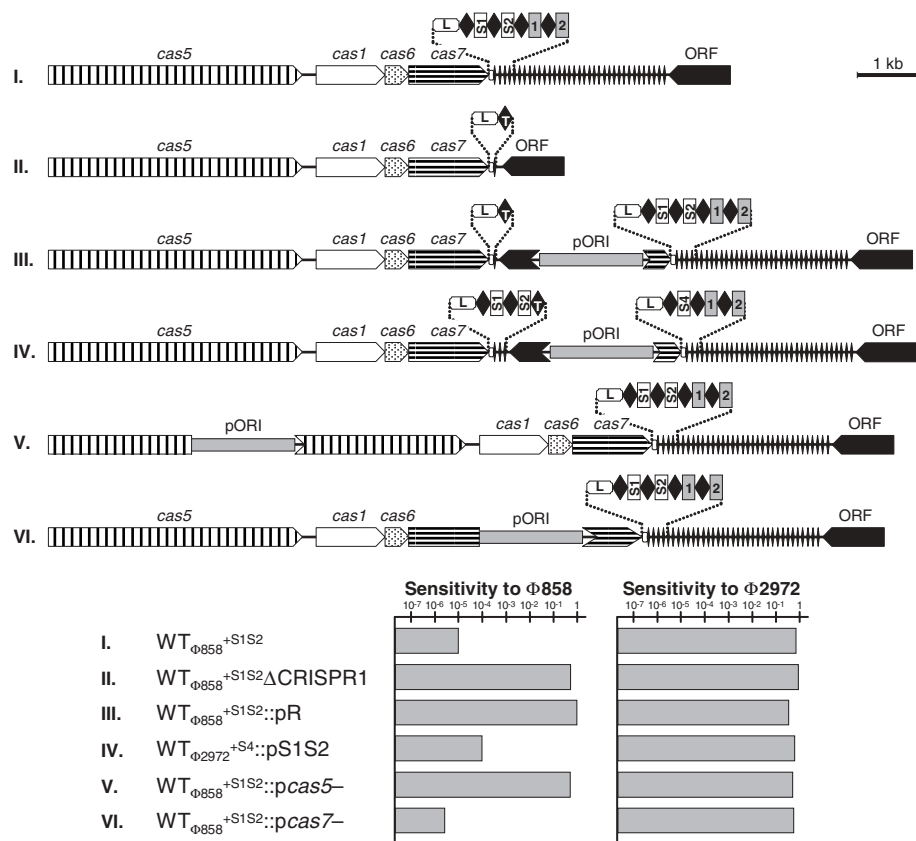 L S1 S2 1 2
cas5 cas1 cas6 cas7 ORF
I.
1 kb
L T
cas5 cas1 cas6 cas7 ORF
II.
L T L S1 S2 1 2
cas5 cas1 cas6 cas7 pORI ORF
III.
L S1 S2 T L S4 1 2
cas5 cas1 cas6 cas7 pORI ORF
IV.
L S1 S2 1 2
cas5 pORI cas1 cas6 cas7 ORF
V.
L S1 S2 1 2
cas5 cas1 cas6 pORI ORF
VI.
Sensitivity to Φ858 Sensitivity to Φ2972
10⁻⁷ 10⁻⁶ 10⁻⁵ 10⁻⁴ 10⁻³ 10⁻² 10⁻¹ 1 10⁻⁷ 10⁻⁶ 10⁻⁵ 10⁻⁴ 10⁻³ 10⁻² 10⁻¹ 1
I. WTΦ858+S1S2
II. WTΦ858+S1S2ΔCRISPR1
III. WTΦ858+S1S2::pR
IV. WTΦ2972+S4::pS1S2
V. WTΦ858+S1S2::pcas5–
VI. WTΦ858+S1S2::pcas7–